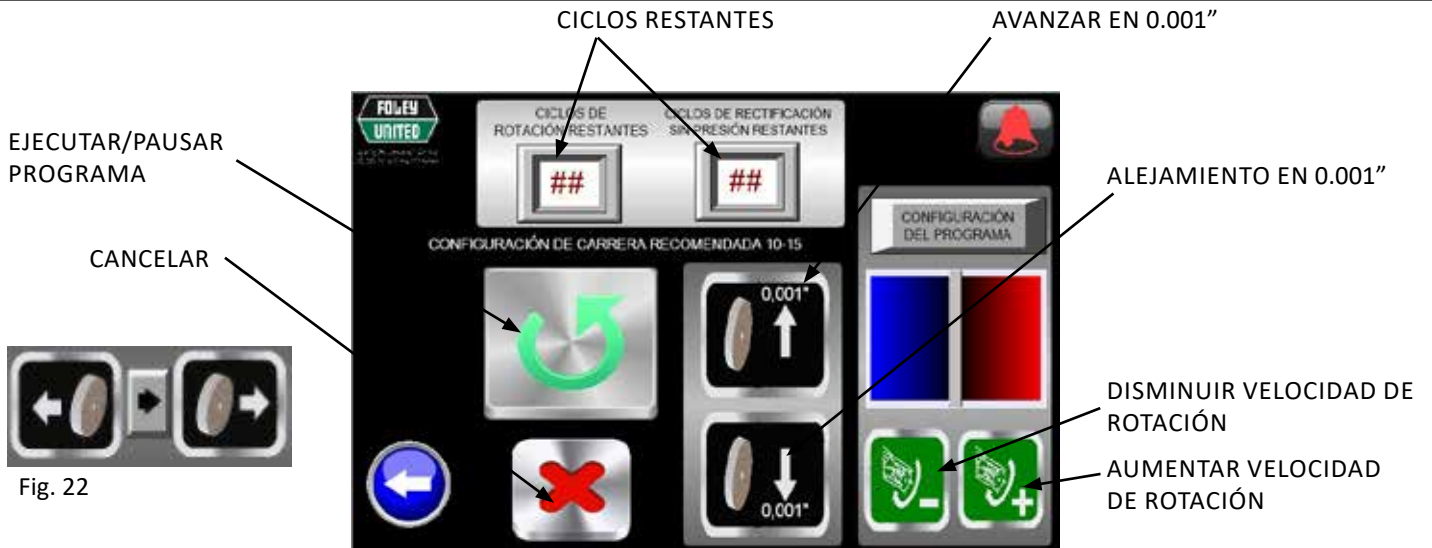 CICLOS RESTANTES
AVANZAR EN 0.001”
FOLEY
UNITED
CICLOS DE
ROTACIÓN RESTANTES
CICLOS DE RECTIFICACIÓN
SIN PRESIÓN RESTANTES
EJECUTAR/PAUSAR
PROGRAMA
##
##
ALEJAMIENTO EN 0.001”
CONFIGURACIÓN
DEL PROGRAMA
CONFIGURACIÓN DE CARRERA RECOMENDADA 10-15
CANCELAR
0,001"
DISMINUIR VELOCIDAD DE
ROTACIÓN
AUMENTAR VELOCIDAD
DE ROTACIÓN
0,001"
Fig. 22